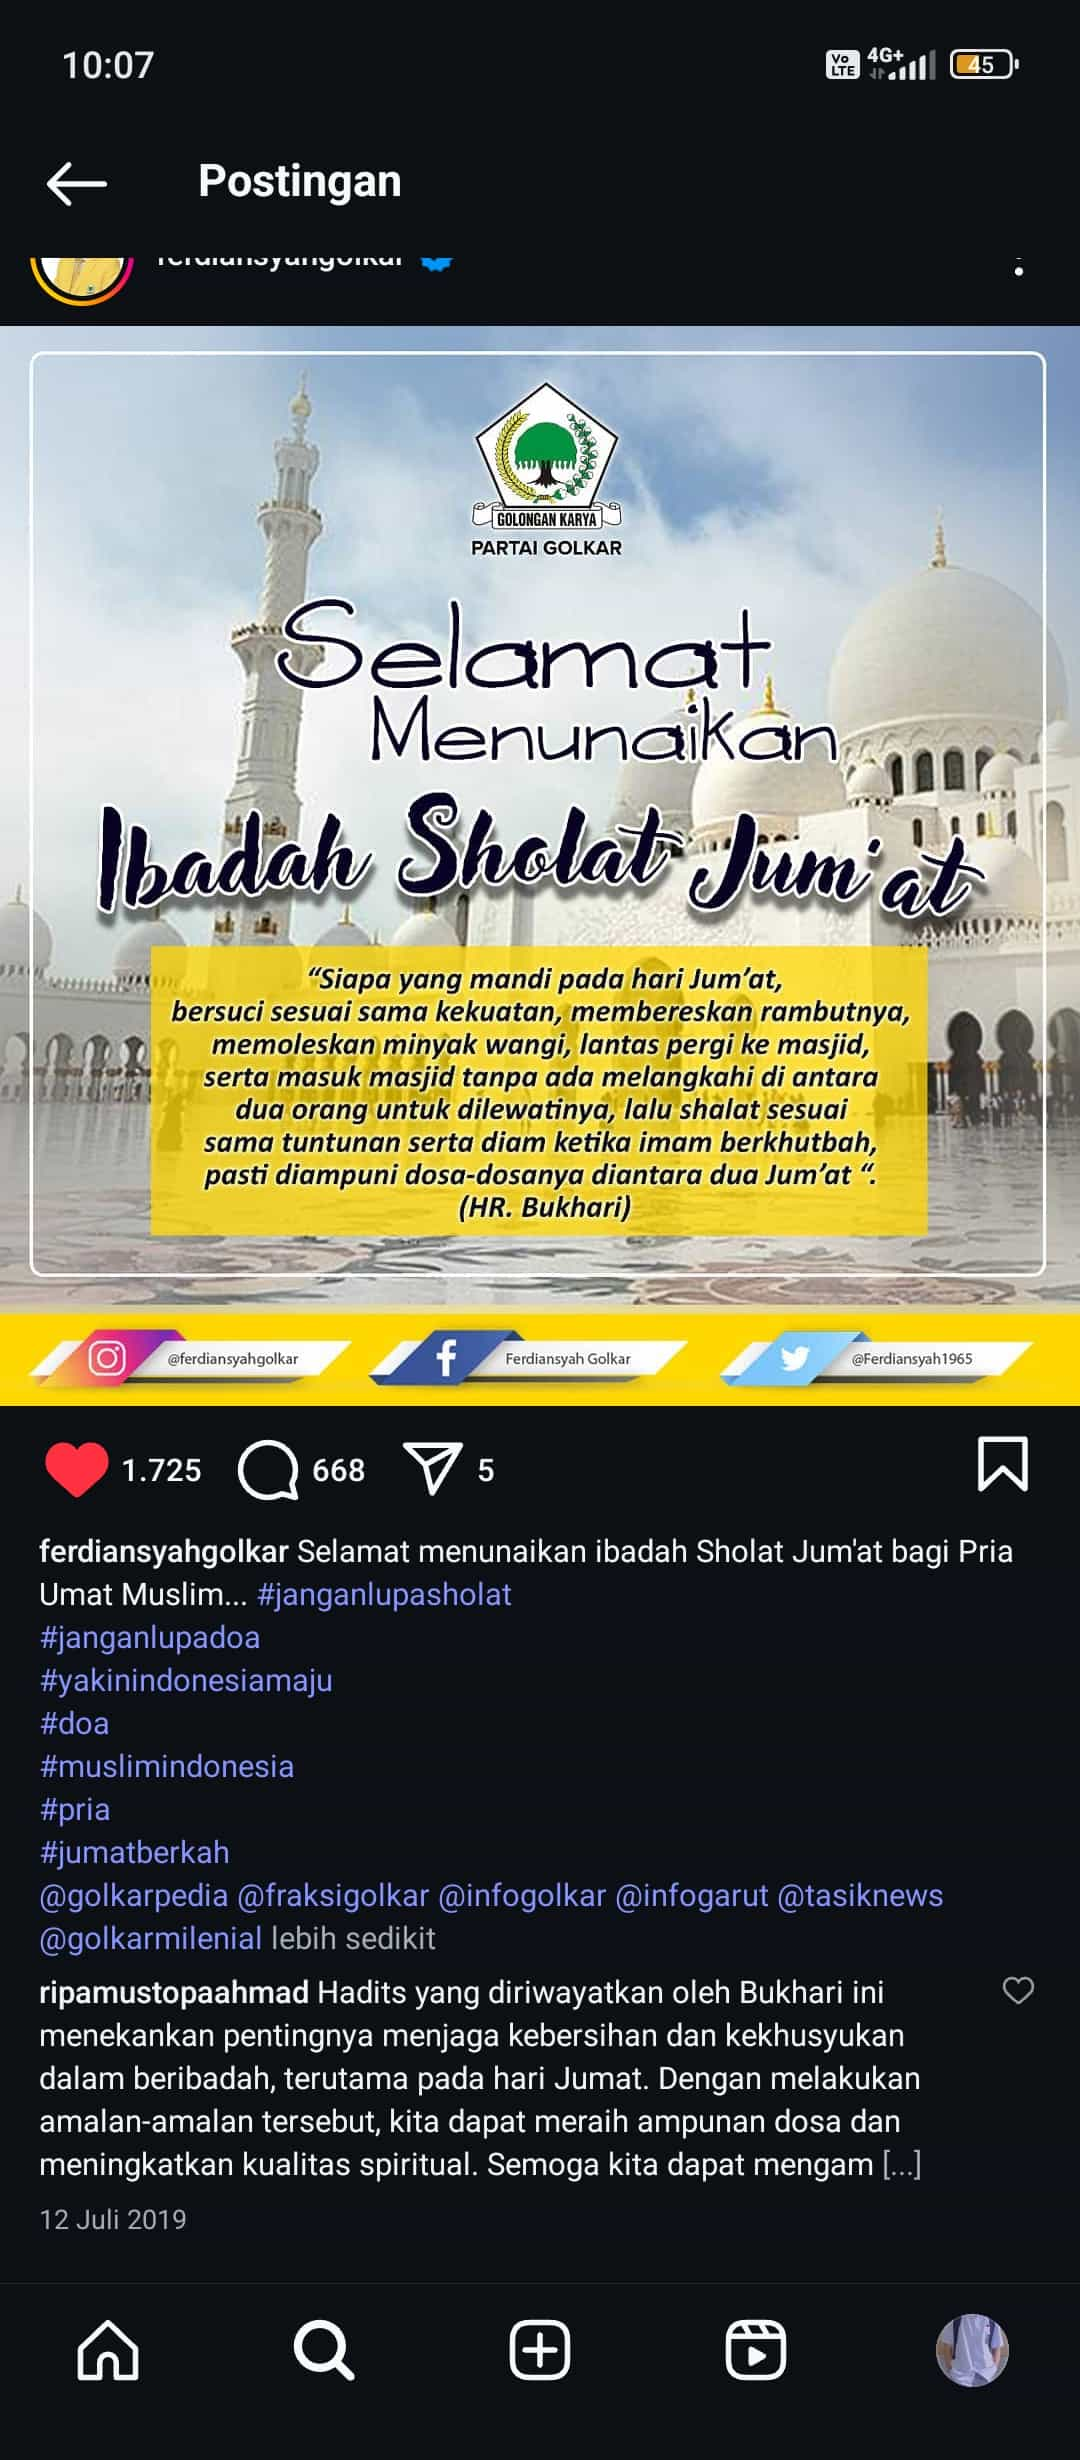 10:07
Vo LTE 4G+ 45
Postingan
ferdiansyahgolkar
GOLONGAN KARYA
PARTAI GOLKAR
Selamat
Menunaikan
Ibadah Sholat Jum'at
“Siapa yang mandi pada hari Jum’at,
bersuci sesuai sama kekuatan, membereskan rambutnya,
memoleskan minyak wangi, lantas pergi ke masjid,
serta masuk masjid tanpa ada melangkahi di antara
dua orang untuk dilewatinya, lalu shalat sesuai
sama tuntunan serta diam ketika imam berkhutbah,
pasti diampuni dosa-dosanya diantara dua Jum’at “.
(HR. Bukhari)
@ferdiansyahgolkar Ferdiansyah Golkar @Ferdiansyah1965
1.725 668 5
ferdiansyahgolkar Selamat menunaikan ibadah Sholat Jum'at bagi Pria
Umat Muslim... #janganlupasholat
#janganlupadoa
#yakinindonesiamaju
#doa
#muslimindonesia
#pria
#jumatberkah
@golkarpedia @fraksigolkar @infogolkar @infogarut @tasiknews
@golkarmilenial lebih sedikit
ripamustopaahmad Hadits yang diriwayatkan oleh Bukhari ini
menekankan pentingnya menjaga kebersihan dan kekhusyukan
dalam beribadah, terutama pada hari Jumat. Dengan melakukan
amalan-amalan tersebut, kita dapat meraih ampunan dosa dan
meningkatkan kualitas spiritual. Semoga kita dapat mengam [...]
12 Juli 2019